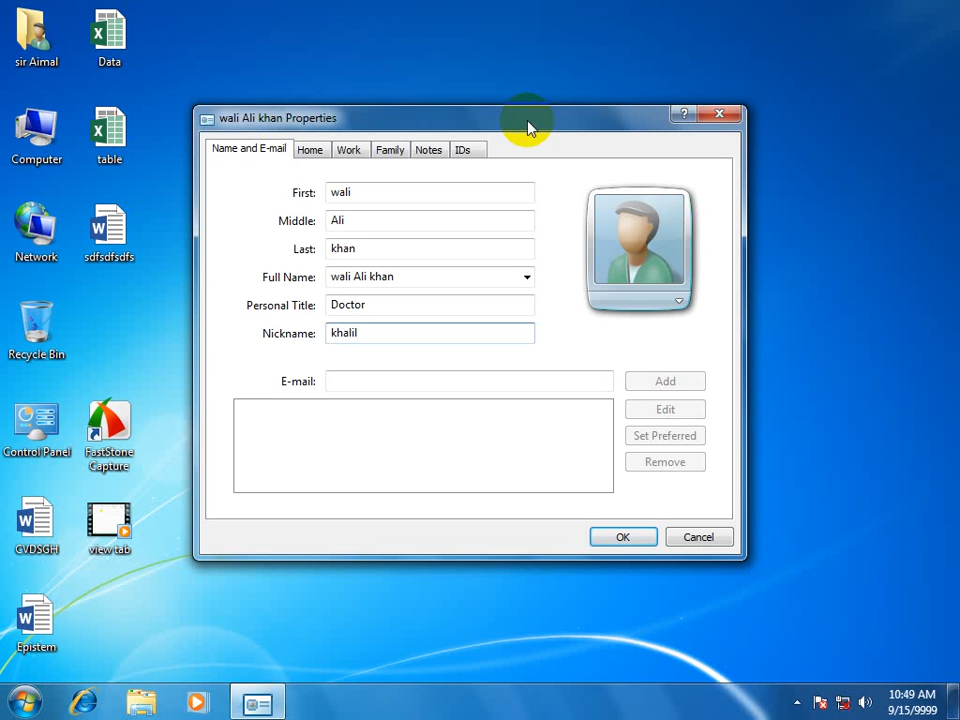 sir Aimal
Data
Computer
table
Network
sdfsdfsdfs
Recycle Bin
Control Panel
FastStone
Capture
CVDSGH
view tab
Epistem
wali Ali khan Properties
?
Name and E-mail
Home
Work
Family
Notes
IDs
First: wali
Middle: Ali
Last: khan
Full Name: wali Ali khan
Personal Title: Doctor
Nickname: khalil
E-mail:
Add
Edit
Set Preferred
Remove
OK
Cancel
10:49 AM
9/15/9999